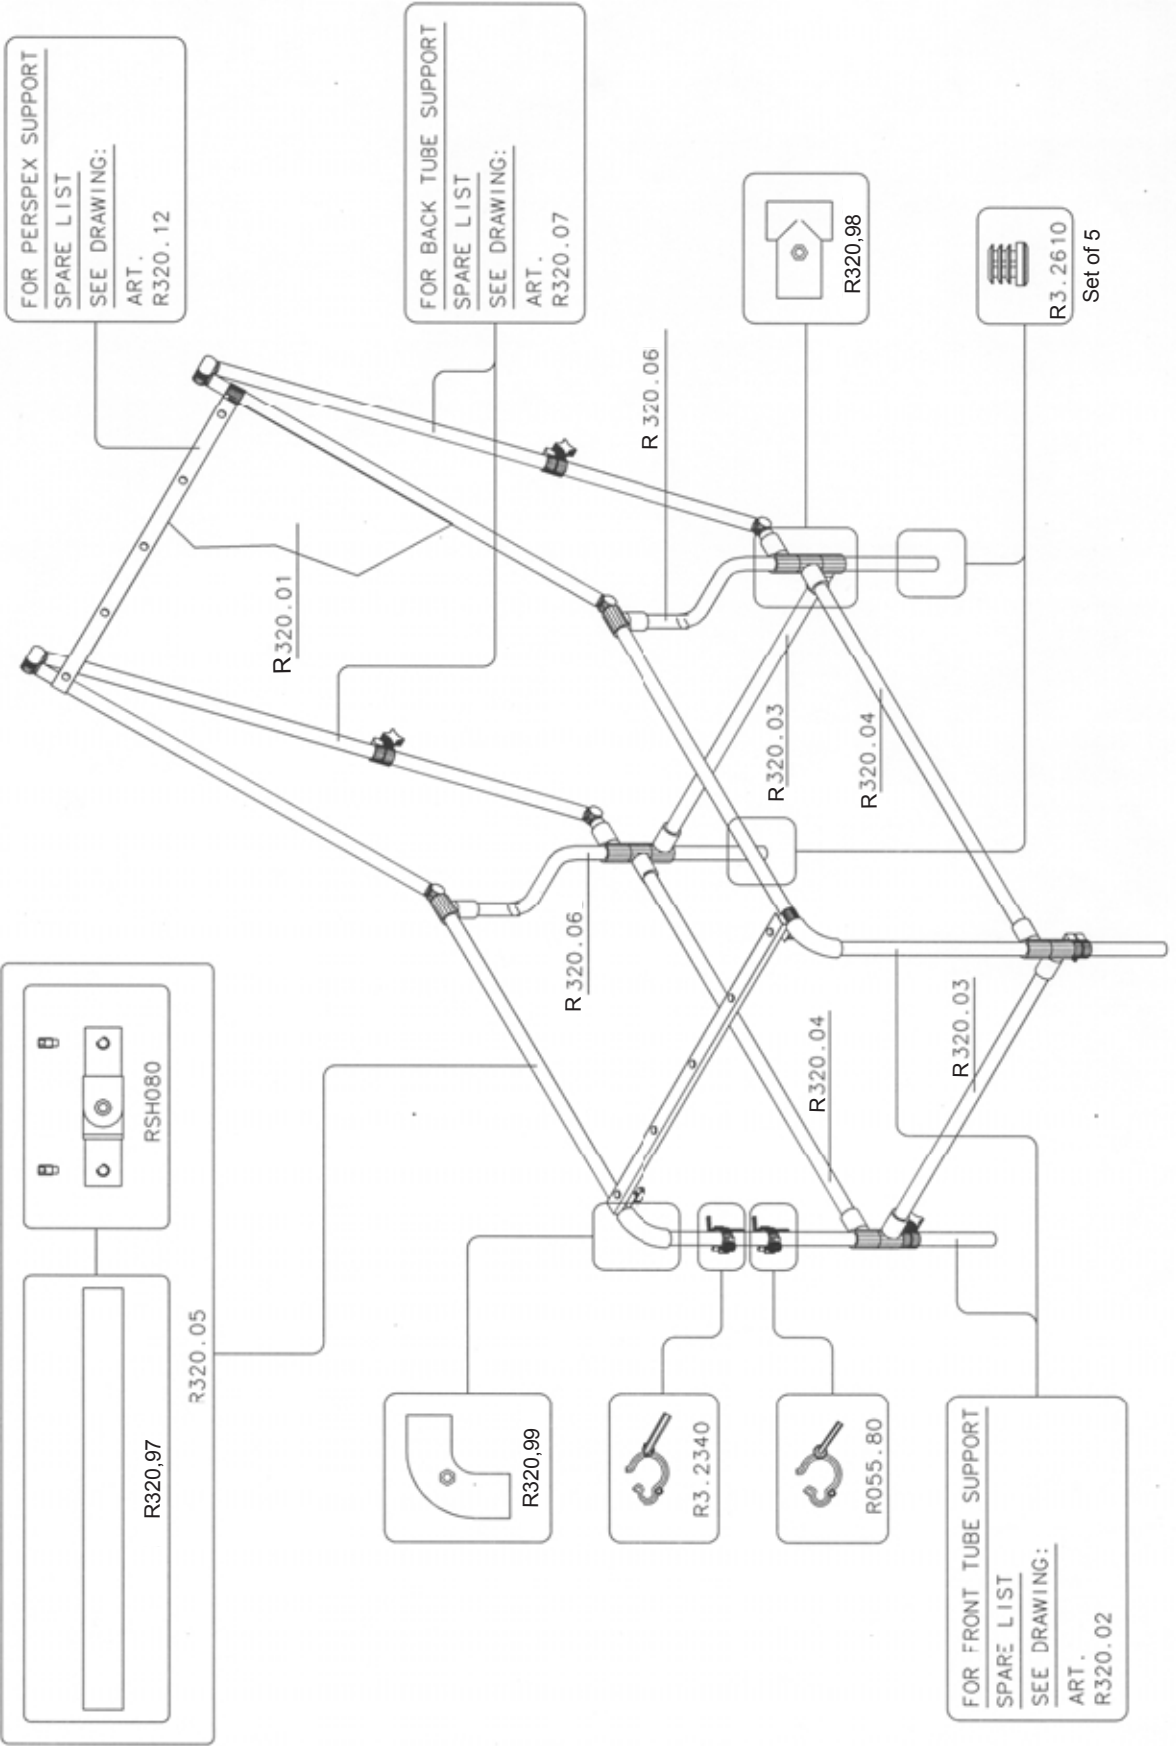 FOR PERSPEX SUPPORT
SPARE LIST
SEE DRAWING:
ART.
R320.12
FOR BACK TUBE SUPPORT
SPARE LIST
SEE DRAWING:
ART.
R320.07
R320,98
R3.2610
Set of 5
R 320.06
R320.01
R320.03
R320.04
R 320.06
R320.04
R320.03
RSH080
R320,97
R320.05
R320,99
R3.2340
R055.80
FOR FRONT TUBE SUPPORT
SPARE LIST
SEE DRAWING:
ART.
R320.02